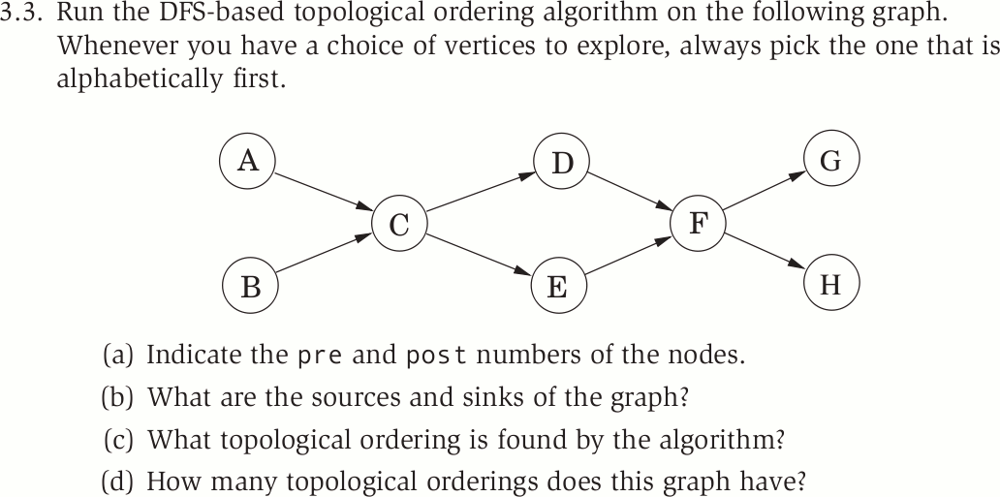 3.3. Run the DFS-based topological ordering algorithm on the following graph.
Whenever you have a choice of vertices to explore, always pick the one that is
alphabetically first.
A
D
G
C
F
B
E
H
(a) Indicate the pre and post numbers of the nodes.
(b) What are the sources and sinks of the graph?
(c) What topological ordering is found by the algorithm?
(d) How many topological orderings does this graph have?